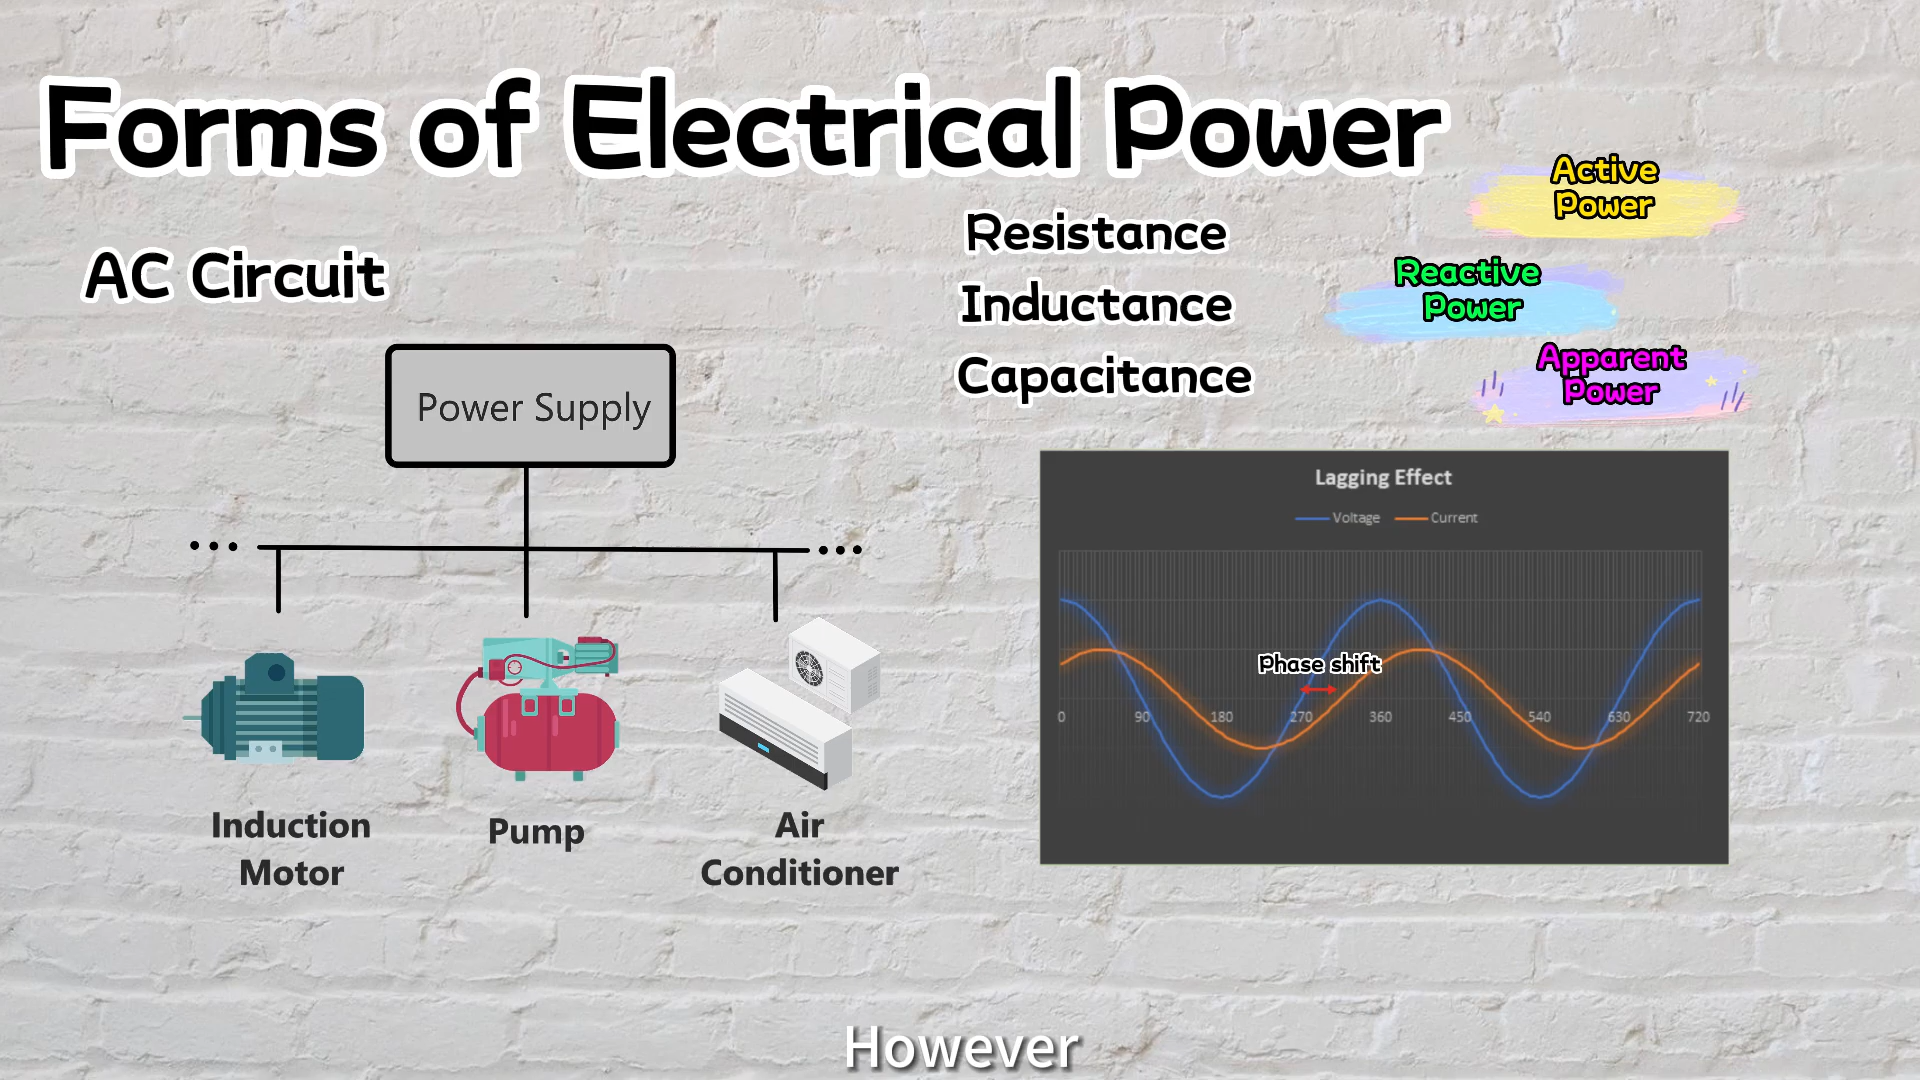 Forms of Electrical Power
AC Circuit
Resistance
Inductance
Capacitance
Active
Power
Reactive
Power
Apparent
Power
Power Supply
Induction
Motor
Pump
Air
Conditioner
Lagging Effect
Voltage Current
Phase shift
0 90 180 270 360 450 540 630 720
However